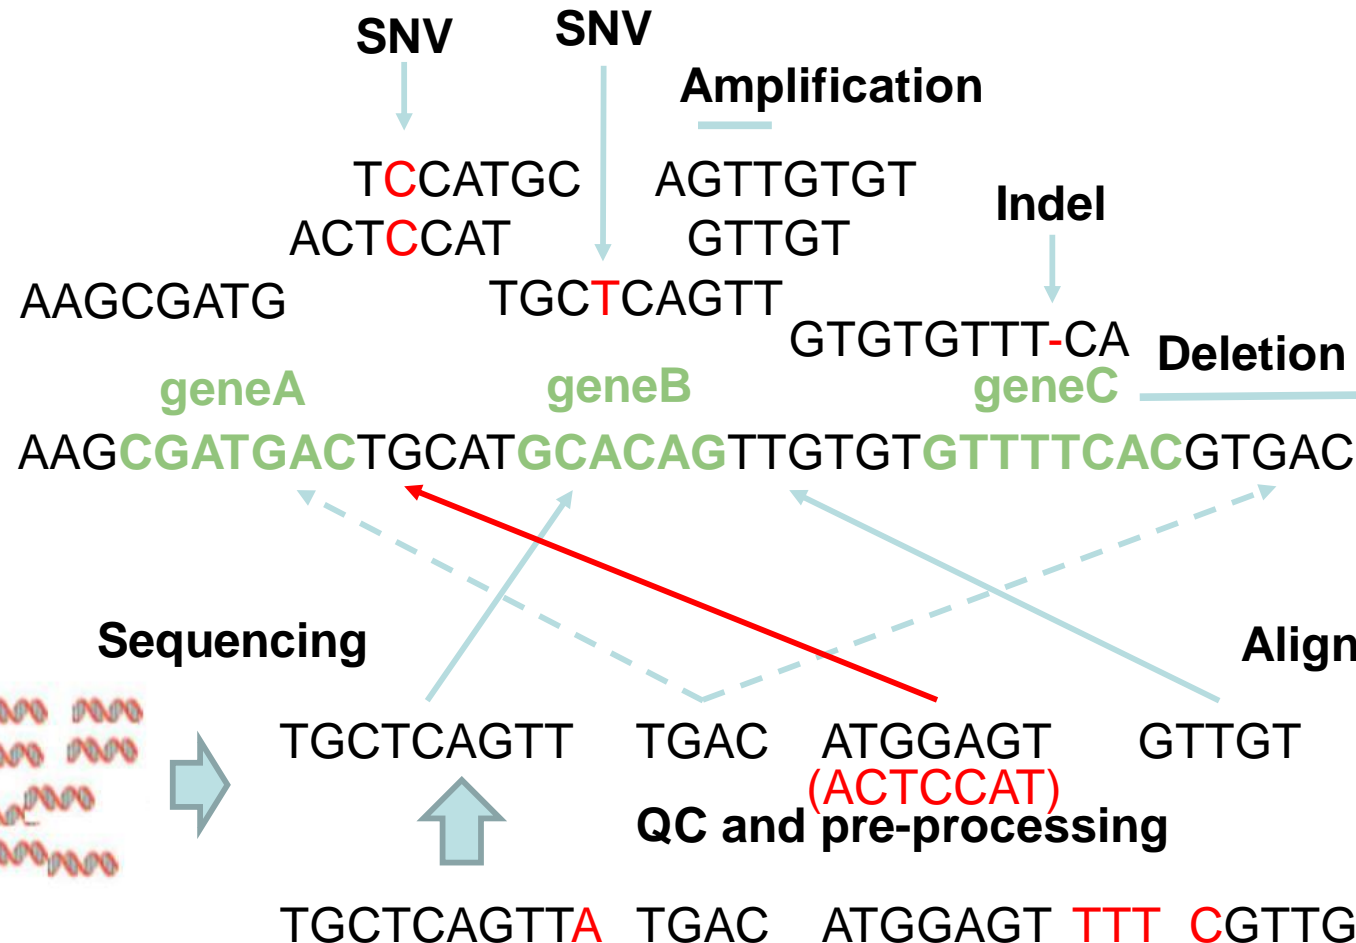 SNV SNV
Amplification
TCCATGC AGTTGTGT
Indel
ACTCCAT GTTGT
AAGCGATG TGCTCAGTT
GTGTGTTT-CA Deletion
geneA geneB geneC
AAGCGATGACTGCATGCACAGTTGTGTGTTTTCACGTGAC
Sequencing Align
TGCTCAGTT TGAC ATGGAGT GTTGT
(ACTCCAT)
QC and pre-processing
TGCTCAGTTA TGAC ATGGAGT TTT CGTTG